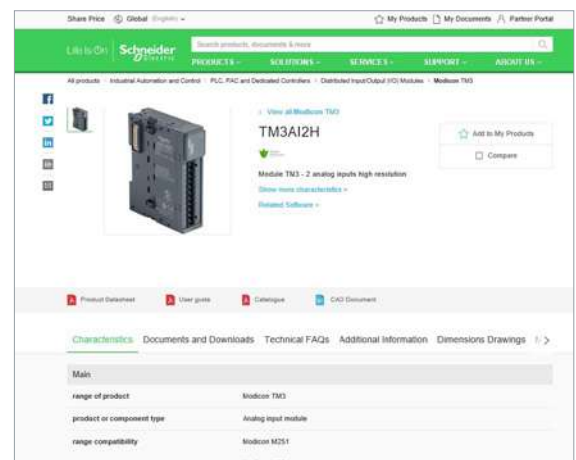 Share Price Global English My Products My Documents Partner Portal
Life Is On Schneider Electric Search products, documents & more
PRODUCTS SOLUTIONS SERVICES SUPPORT ABOUT US
All products Industrial Automation and Control PLC, PAC and Dedicated Controllers Distributed Input/Output (I/O) Modules Modicon TM3
< View all Modicon TM3
TM3AI2H
Add to My Products
Compare
Module TM3 - 2 analog inputs high resolution
Show more characteristics
Related Software
Product Datasheet User guide Catalogue CAD Document
Characteristics Documents and Downloads Technical FAQs Additional Information Dimensions Drawings >
Main
range of product Modicon TM3
product or component type Analog input module
range compatibility Modicon M251